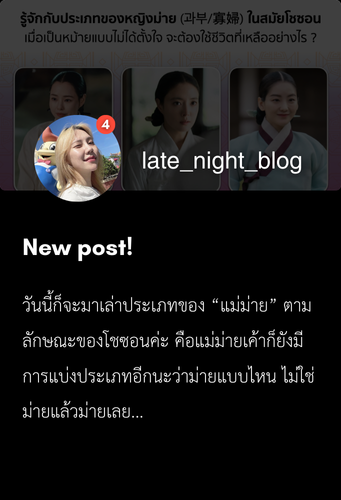 รู้จักกับประเภทของหญิงม่าย (과부/寡婦) ในสมัยโชซอน
เมื่อเป็นหม้ายแบบไม่ได้ตั้งใจ จะต้องใช้ชีวิตที่เหลืออย่างไร ?
4
late_night_blog
New post!
วันนี้ก็จะมาเล่าประเภทของ “แม่ม่าย” ตาม
ลักษณะของโชซอนค่ะ คือแม่ม่ายเค้าก็ยังมี
การแบ่งประเภทอีกนะว่าม่ายแบบไหน ไม่ใช่
ม่ายแล้วม่ายเลย...